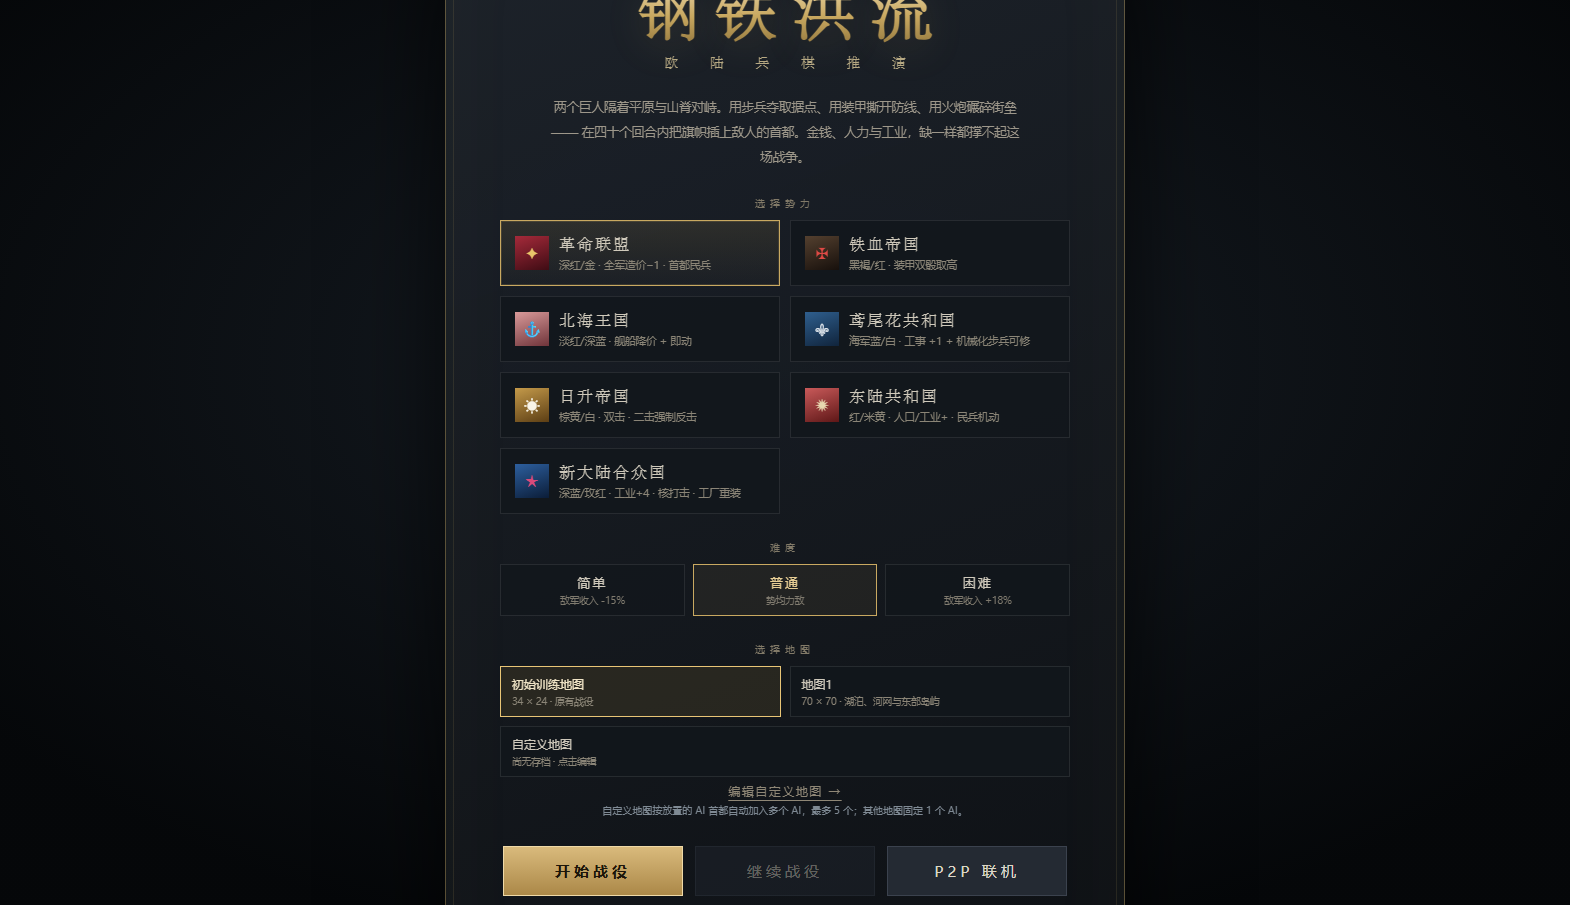 钢铁洪流
欧陆兵棋推演
两个巨人隔着平原与山脊对峙。用步兵夺取据点、用装甲撕开防线、用火炮碾碎街垒
—— 在四十个回合内把旗帜插上敌人的首都。金钱、人力与工业，缺一样都撑不起这
场战争。
选择势力
革命联盟
深红/金 · 全军造价−1 · 首都民兵
铁血帝国
黑褐/红 · 装甲双骰取高
北海王国
淡红/深蓝 · 舰船降价 + 即动
鸢尾花共和国
海军蓝/白 · 工事 +1 + 机械化步兵可修
日升帝国
棕黄/白 · 双击 · 二击强制反击
东陆共和国
红/米黄 · 人口/工业+ · 民兵机动
新大陆合众国
深蓝/玫红 · 工业+4 · 核打击 · 工厂重装
难度
简单
敌军收入 -15%
普通
势均力敌
困难
敌军收入 +18%
选择地图
初始训练地图
34 × 24 · 原有战役
地图1
70 × 70 · 湖泊、河网与东部岛屿
自定义地图
尚无存档 · 点击编辑
编辑自定义地图 →
自定义地图按放置的 AI 首都自动加入多个 AI，最多 5 个；其他地图固定 1 个 AI。
开始战役
继续战役
P2P 联机